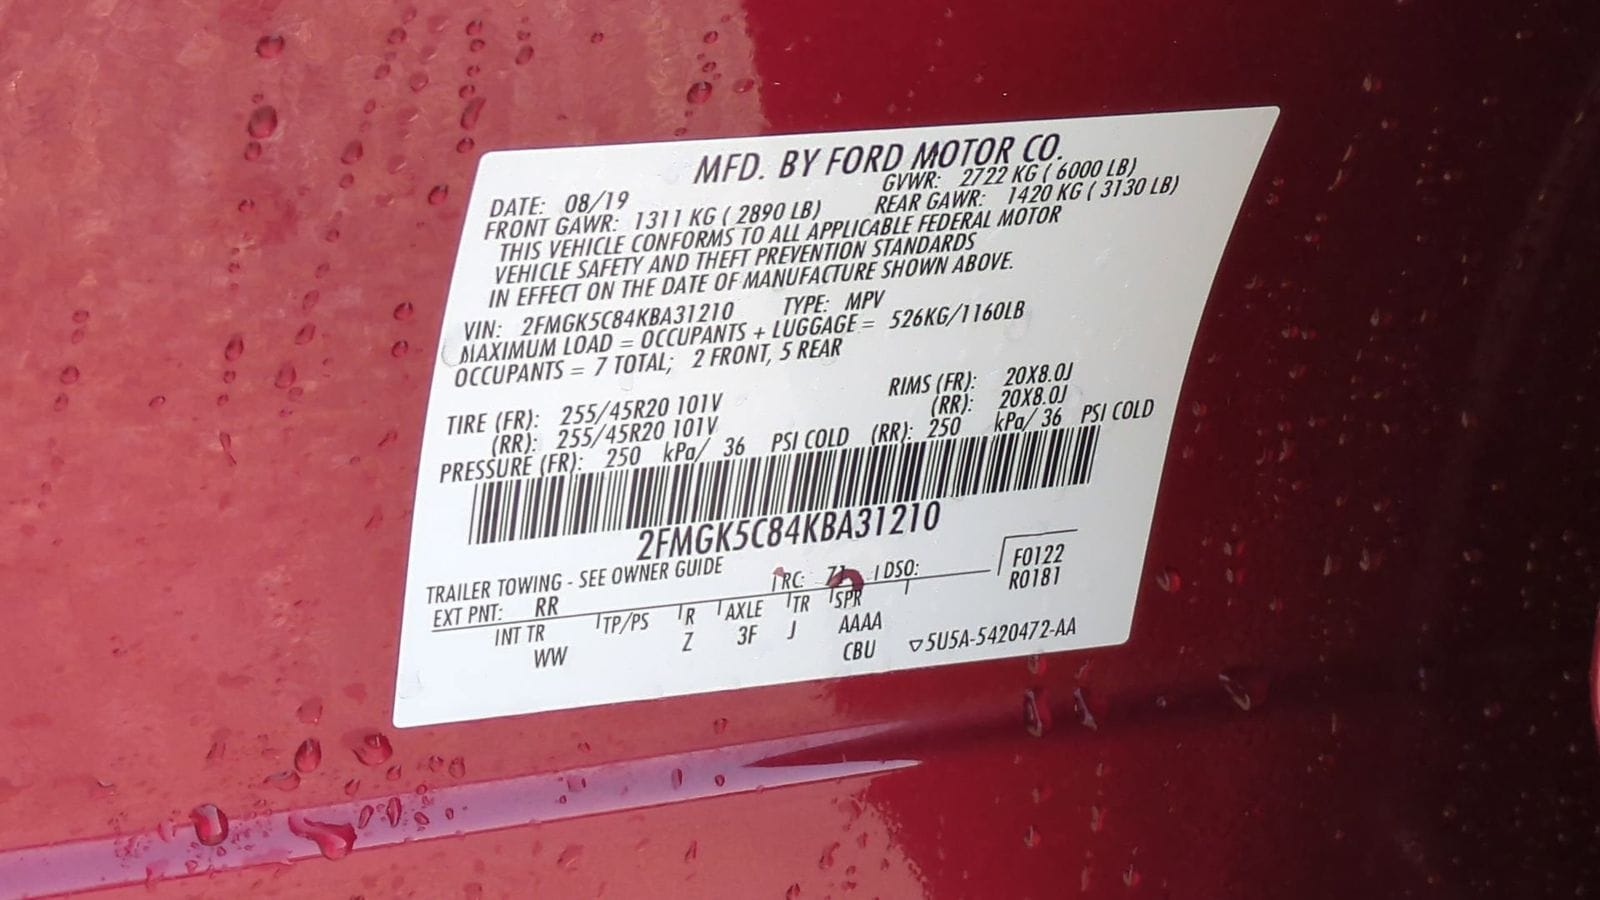 MFD. BY FORD MOTOR CO.
DATE: 08/19 GVWR: 2722 KG ( 6000 LB)
FRONT GAWR: 1311 KG ( 2890 LB) REAR GAWR: 1420 KG ( 3130 LB)
THIS VEHICLE CONFORMS TO ALL APPLICABLE FEDERAL MOTOR
VEHICLE SAFETY AND THEFT PREVENTION STANDARDS
IN EFFECT ON THE DATE OF MANUFACTURE SHOWN ABOVE.
VIN: 2FMGK5C84KBA31210 TYPE: MPV
MAXIMUM LOAD = OCCUPANTS + LUGGAGE = 526KG/1160LB
OCCUPANTS = 7 TOTAL; 2 FRONT, 5 REAR
TIRE (FR): 255/45R20 101V RIMS (FR): 20X8.0J
(RR): 255/45R20 101V (RR): 20X8.0J
PRESSURE (FR): 250 kPa/ 36 PSI COLD (RR): 250 kPa/ 36 PSI COLD
2FMGK5C84KBA31210
TRAILER TOWING - SEE OWNER GUIDE
EXT PNT: RR RC: 71 DSO: F0122
R0181
INT TR TP/PS R AXLE TR SPR
WW Z 3F J AAAA
CBU ▽5U5A-5420472-AA